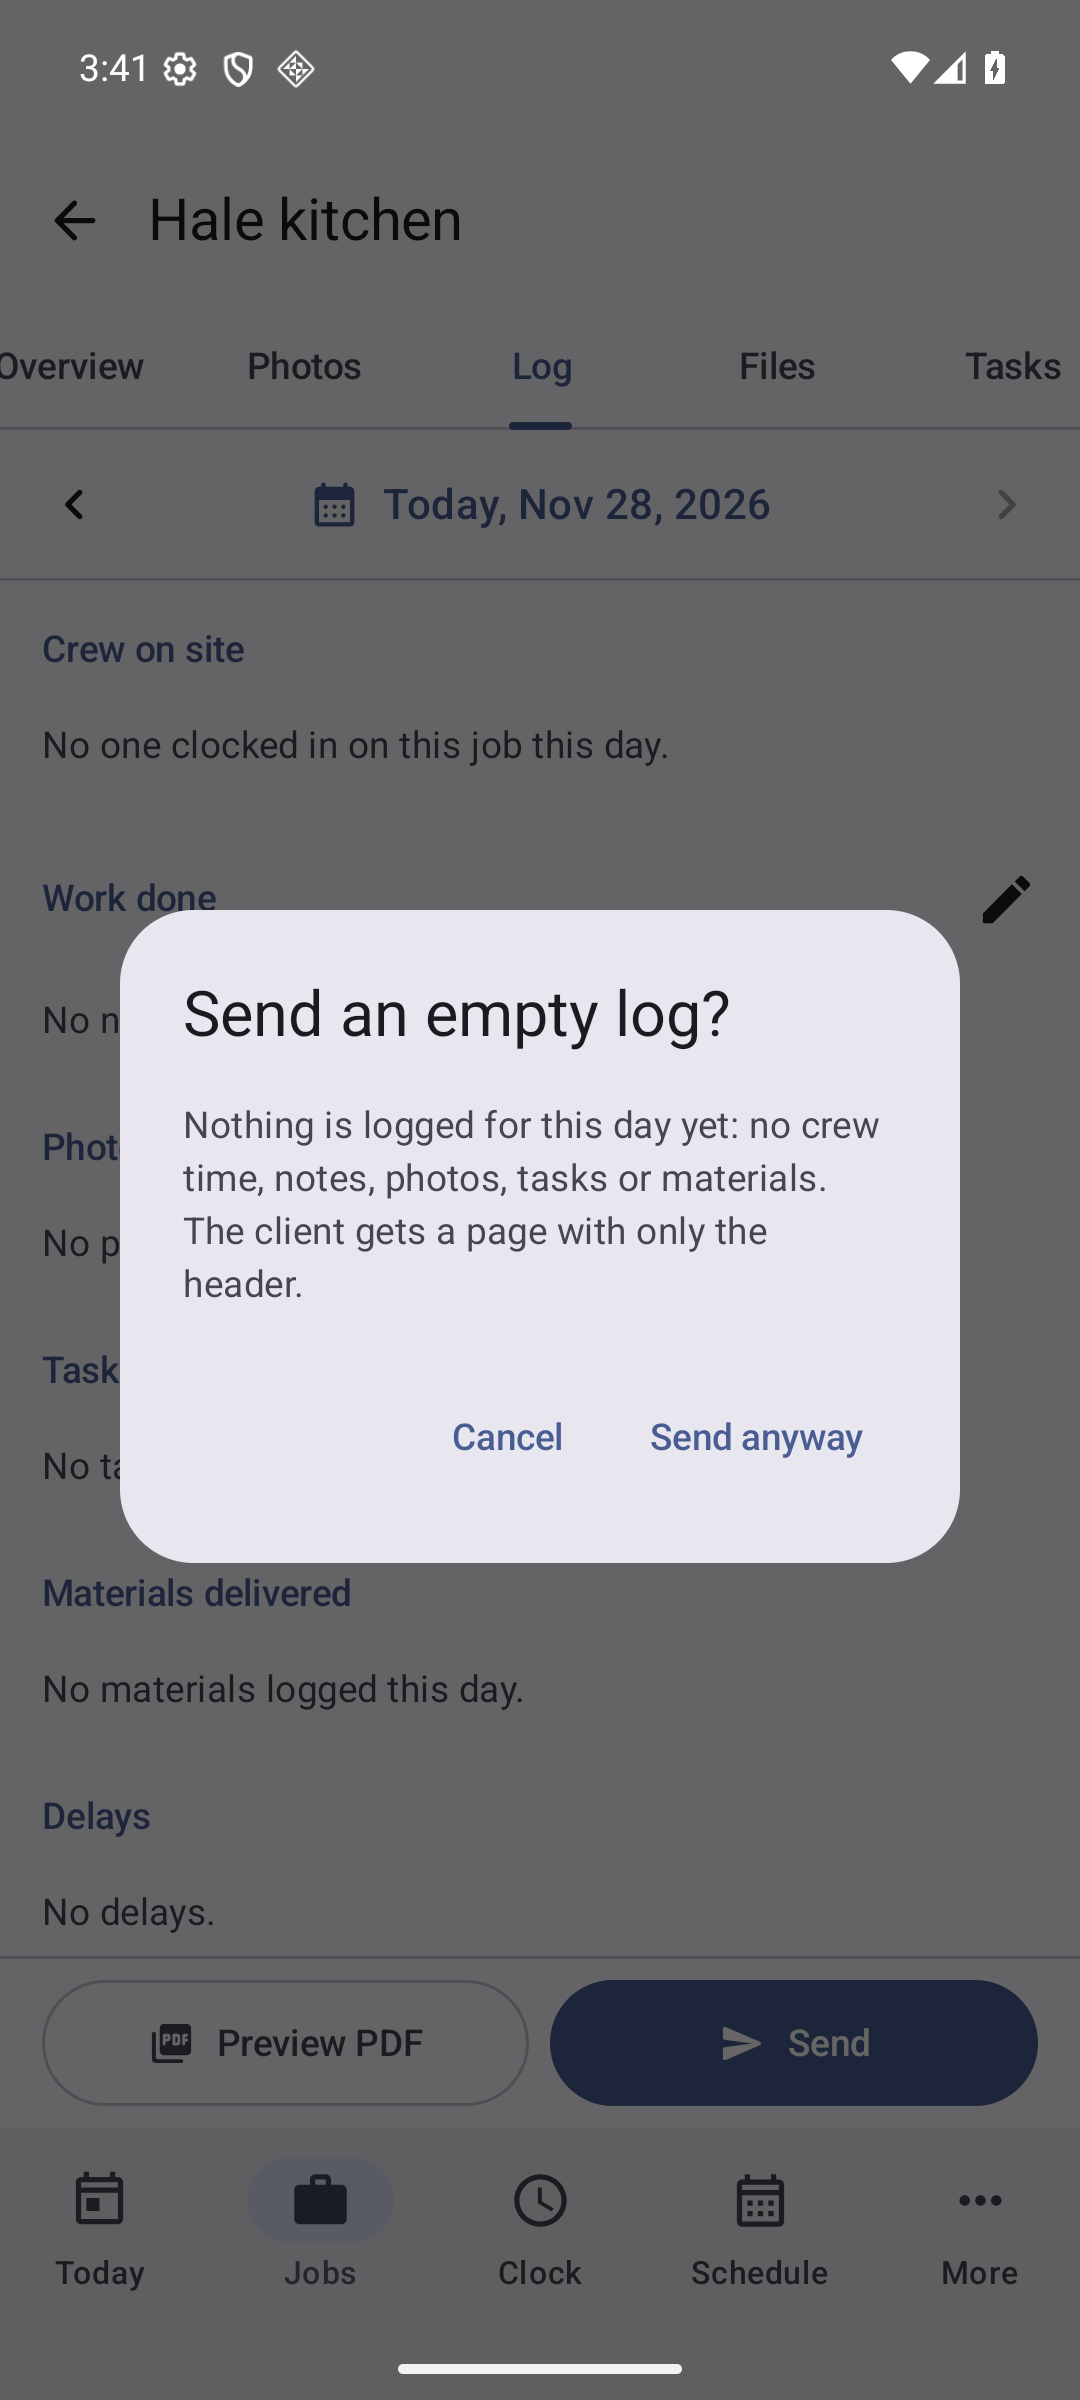 3:41
Hale kitchen
Overview Photos Log Files Tasks
Today, Nov 28, 2026
Crew on site
No one clocked in on this job this day.
Work done
No
Send an empty log?
Nothing is logged for this day yet: no crew
time, notes, photos, tasks or materials.
The client gets a page with only the
header.
Cancel Send anyway
No
No
Materials delivered
No materials logged this day.
Delays
No delays.
Preview PDF Send
Today Jobs Clock Schedule More